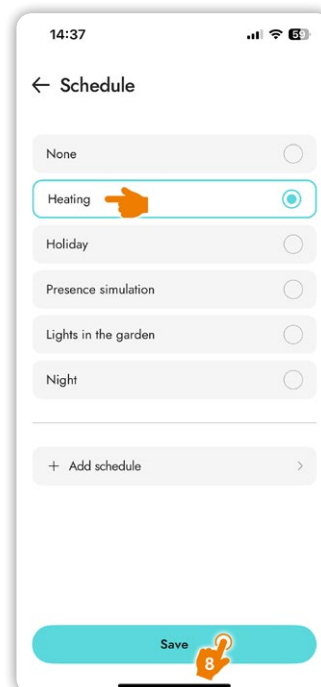 14:37
59
← Schedule
None
Heating
Holiday
Presence simulation
Lights in the garden
Night
+ Add schedule >
Save
8